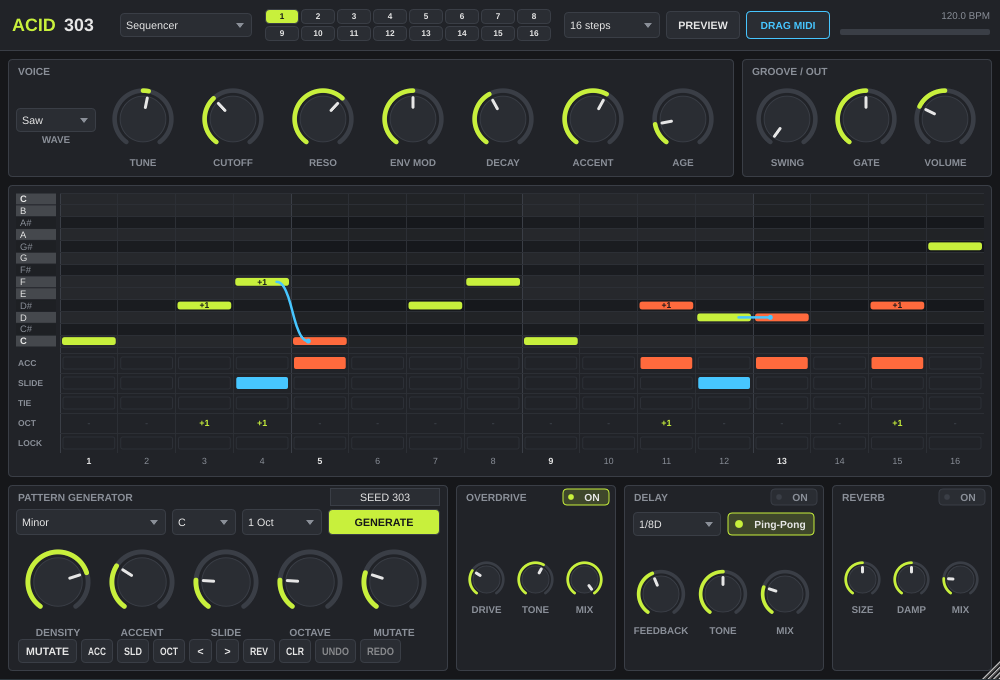 ACID 303 Sequencer 1 2 3 4 5 6 7 8 16 steps PREVIEW DRAG MIDI 120.0 BPM
9 10 11 12 13 14 15 16
VOICE GROOVE / OUT
Saw
WAVE
TUNE CUTOFF RESO ENV MOD DECAY ACCENT AGE SWING GATE VOLUME
C
B
A#
A
G#
G
F#
F +1
E
D# +1 +1 +1
D
C#
C
ACC
SLIDE
TIE
OCT - - +1 +1 - - - - - - +1 - - - +1 -
LOCK
1 2 3 4 5 6 7 8 9 10 11 12 13 14 15 16
PATTERN GENERATOR SEED 303
Minor C 1 Oct GENERATE
DENSITY ACCENT SLIDE OCTAVE MUTATE
MUTATE ACC SLD OCT < > REV CLR UNDO REDO
OVERDRIVE ON
DRIVE TONE MIX
DELAY ON
1/8D Ping-Pong
FEEDBACK TONE MIX
REVERB ON
SIZE DAMP MIX